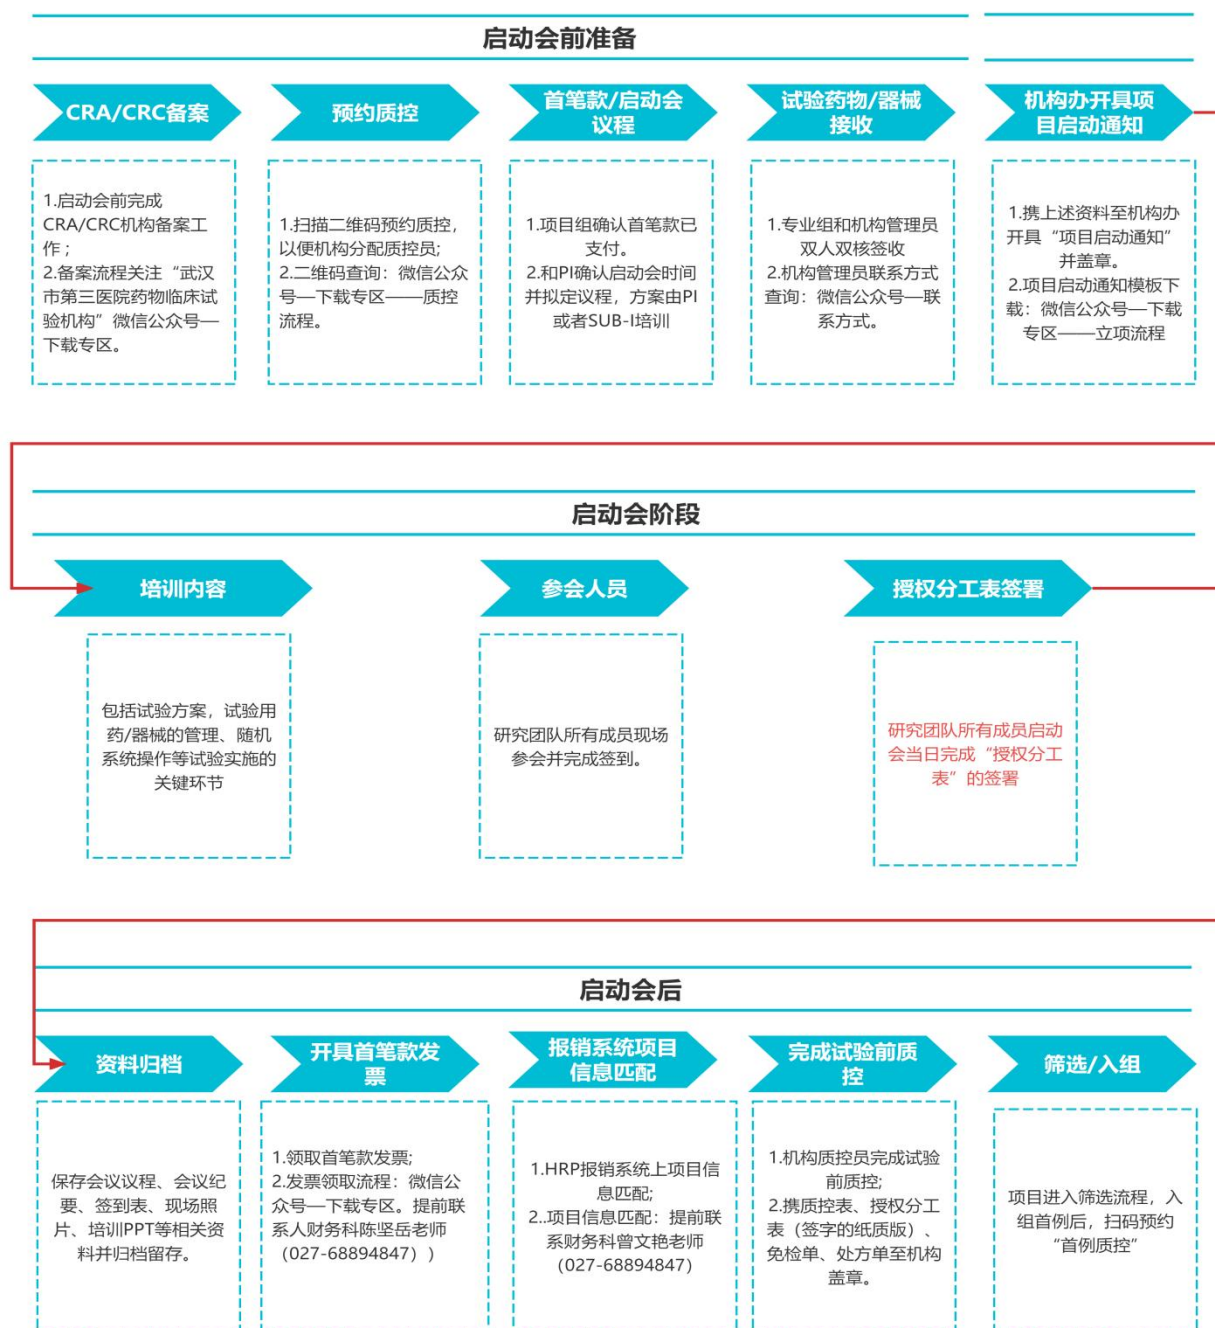 启动会前准备
CRA/CRC备案
1.启动会前完成
CRA/CRC机构备案工
作；
2.备案流程关注“武汉
市第三医院药物临床试
验机构”微信公众号—
下载专区。
预约质控
1.扫描二维码预约质控，
以便机构分配质控员;
2.二维码查询：微信公众
号—下载专区——质控
流程。
首笔款/启动会
议程
1.项目组确认首笔款已
支付。
2.和PI确认启动会时间
并拟定议程，方案由PI
或者SUB-I培训
试验药物/器械
接收
1.专业组和机构管理员
双人双核签收
2.机构管理员联系方式
查询：微信公众号—联
系方式。
机构办开具项
目启动通知
1.携上述资料至机构办
开具“项目启动通知”
并盖章。
2.项目启动通知模板下
载：微信公众号—下载
专区——立项流程
启动会阶段
培训内容
包括试验方案，试验用
药/器械的管理、随机
系统操作等试验实施的
关键环节
参会人员
研究团队所有成员现场
参会并完成签到。
授权分工表签署
研究团队所有成员启动
会当日完成“授权分工
表”的签署
启动会后
资料归档
保存会议议程、会议纪
要、签到表、现场照
片、培训PPT等相关资
料并归档留存。
开具首笔款发
票
1.领取首笔款发票;
2.发票领取流程：微信公
众号—下载专区。提前联
系人财务科陈坚岳老师
（027-68894847））
报销系统项目
信息匹配
1.HRP报销系统上项目信
息匹配;
2..项目信息匹配：提前联
系财务科曾文艳老师
（027-68894847）
完成试验前质
控
1.机构质控员完成试验
前质控;
2.携质控表、授权分工
表（签字的纸质版）、
免检单、处方单至机构
盖章。
筛选/入组
项目进入筛选流程，入
组首例后，扫码预约
“首例质控”